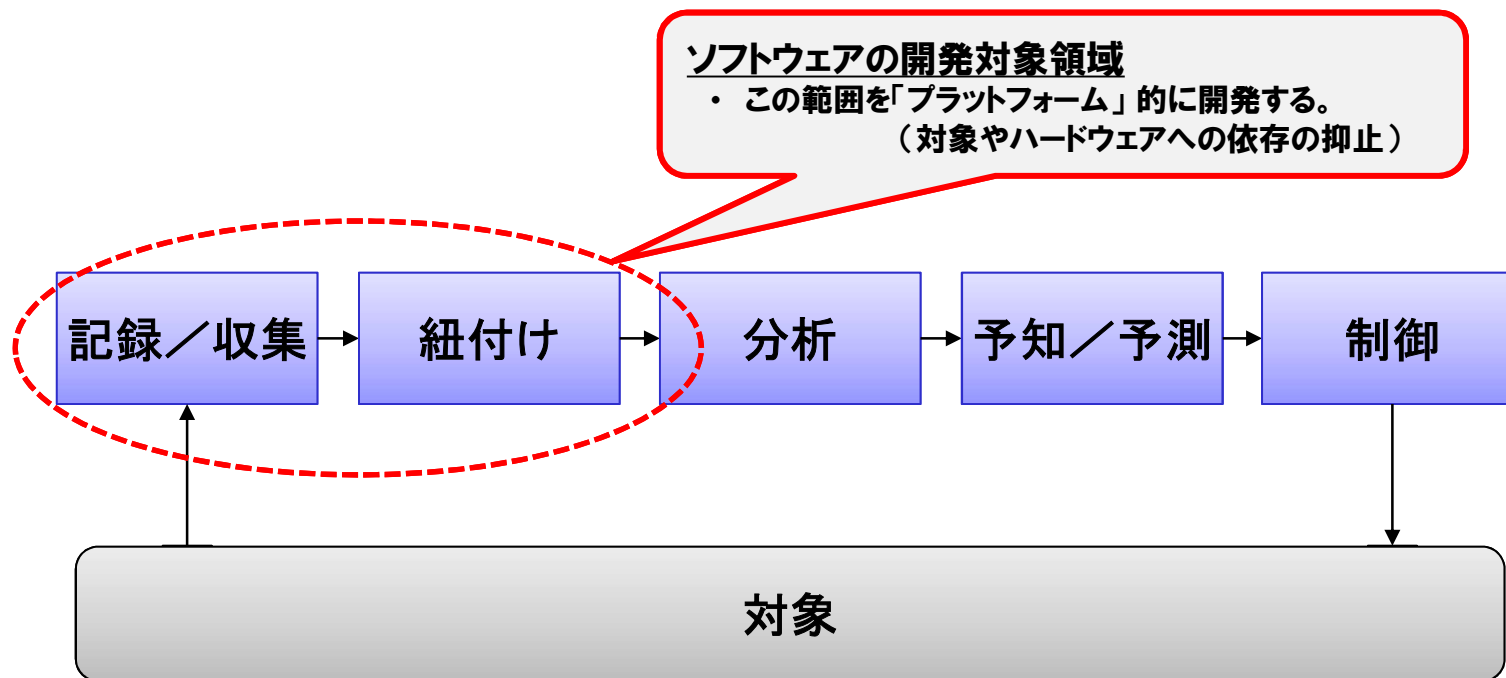 ソフトウェアの開発対象領域
・ この範囲を「プラットフォーム」的に開発する。
（対象やハードウェアへの依存の抑止）
記録／収集
紐付け
分析
予知／予測
制御
対象